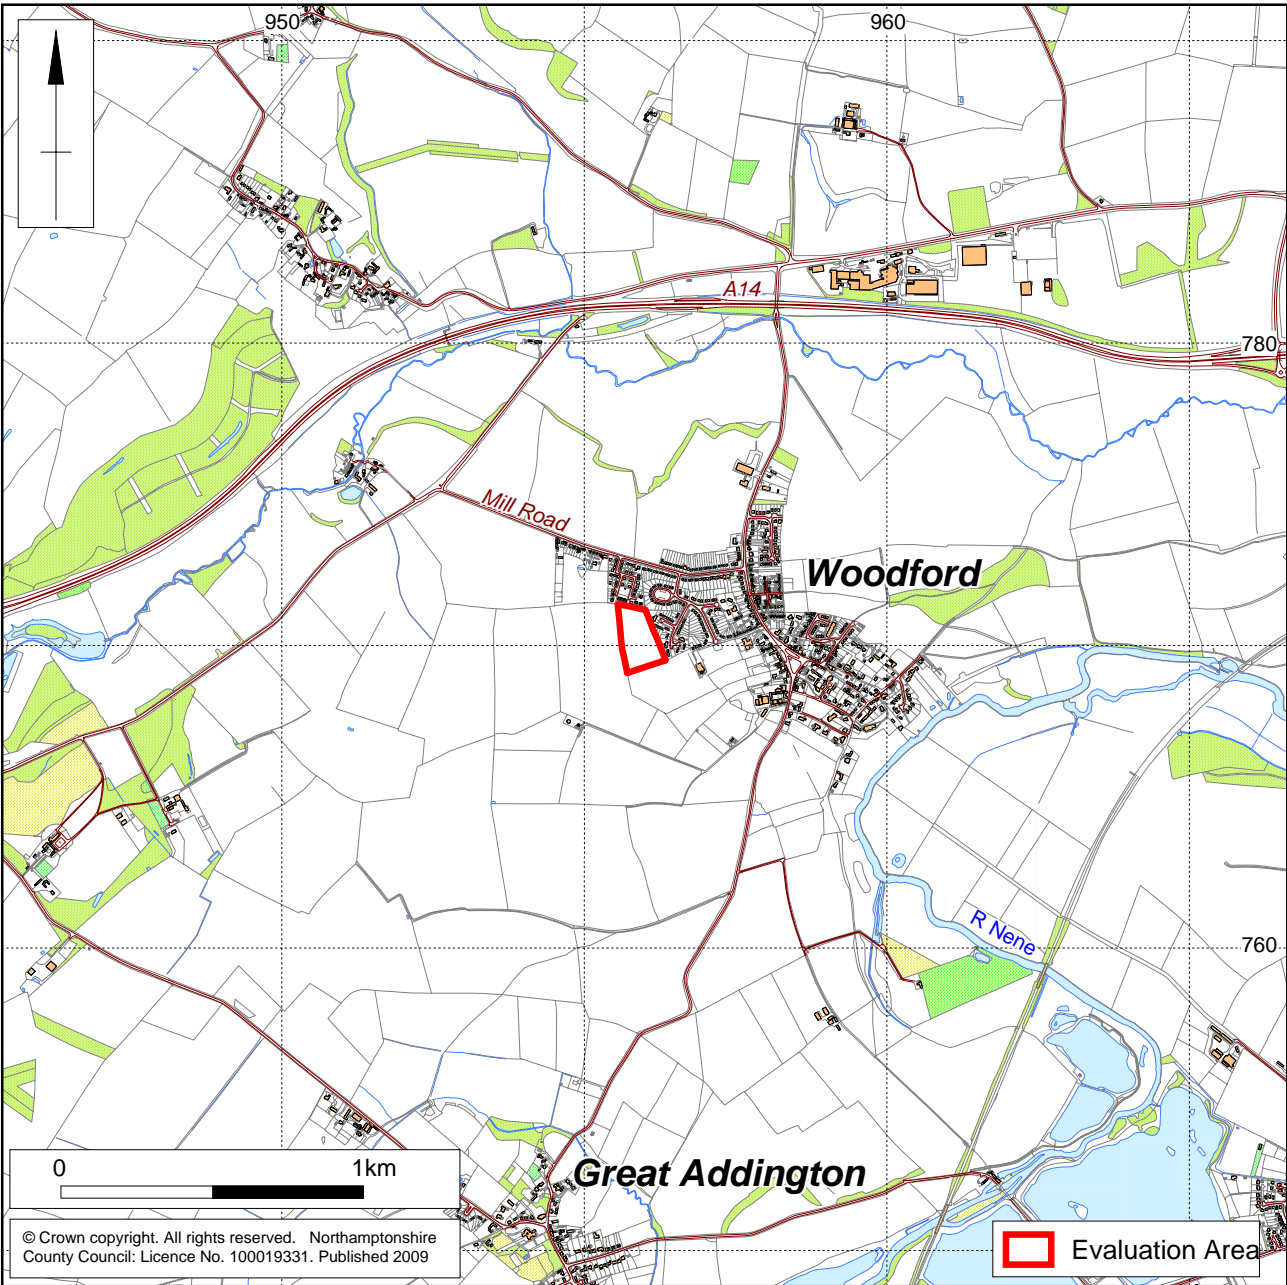 950
960
A14
780
Mill Road
Woodford
R Nene
760
0 1km
Great Addington
© Crown copyright. All rights reserved. Northamptonshire
County Council: Licence No. 100019331. Published 2009
Evaluation Area